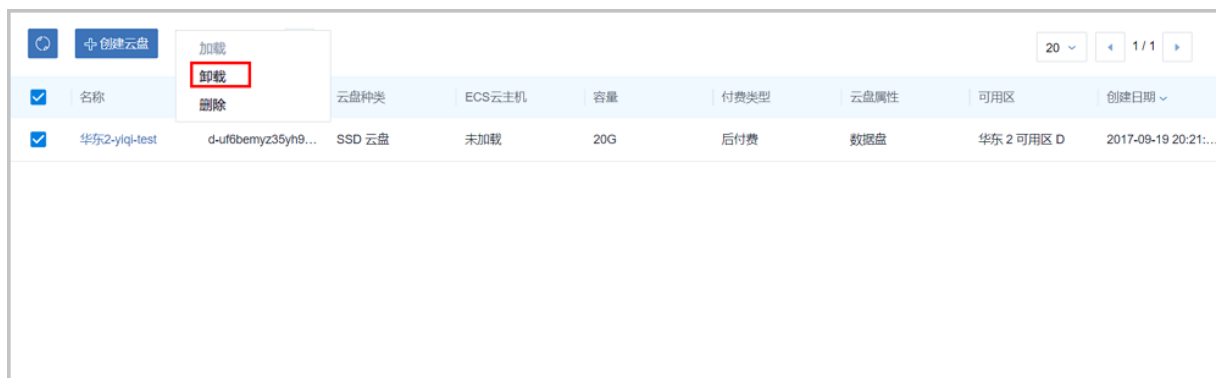 创建云盘
加载
卸载
删除
20
1 / 1
名称
云盘种类
ECS云主机
容量
付费类型
云盘属性
可用区
创建日期
华东2-yiqi-test
d-uf6bemyz35yh9...
SSD 云盘
未加载
20G
后付费
数据盘
华东 2 可用区 D
2017-09-19 20:21:...